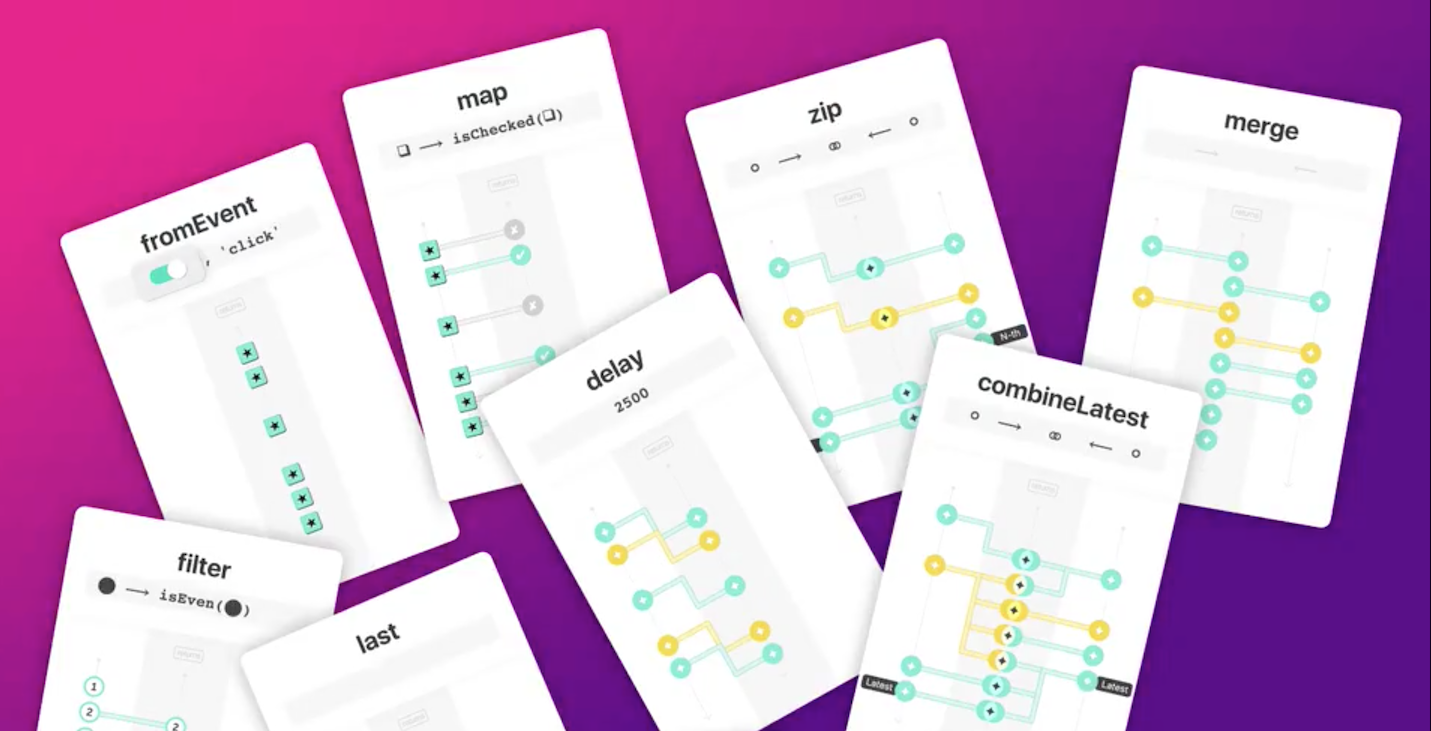 map
❏ ⟶ isChecked(❏)
returns
zip
returns
N-th
merge
returns
fromEvent
, 'click'
returns
delay
2500
returns
combineLatest
returns
Latest
Latest
filter
⟶ isEven( )
returns
1
2
2
last
returns